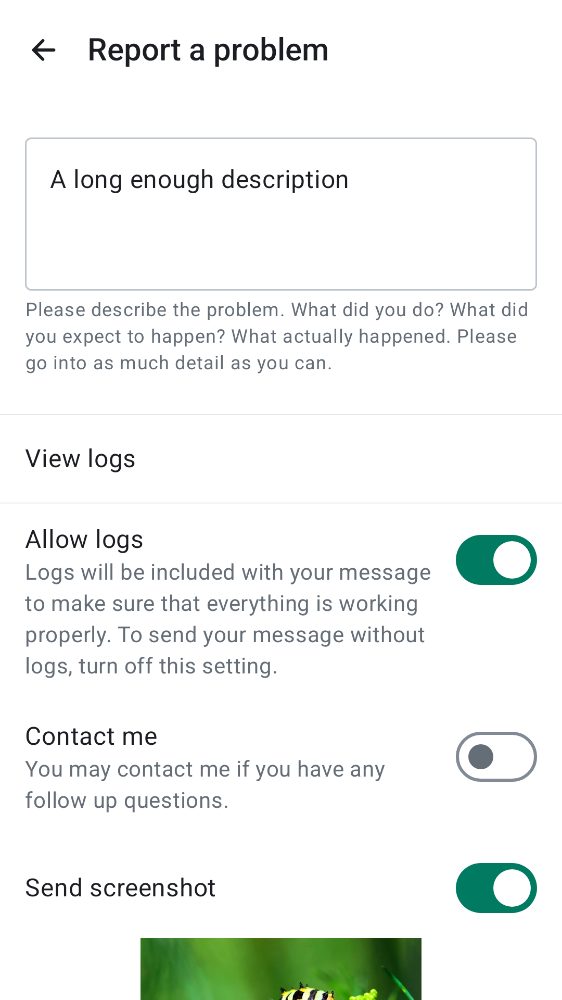 Report a problem
A long enough description
Please describe the problem. What did you do? What did
you expect to happen? What actually happened. Please
go into as much detail as you can.
View logs
Allow logs
Logs will be included with your message
to make sure that everything is working
properly. To send your message without
logs, turn off this setting.
Contact me
You may contact me if you have any
follow up questions.
Send screenshot